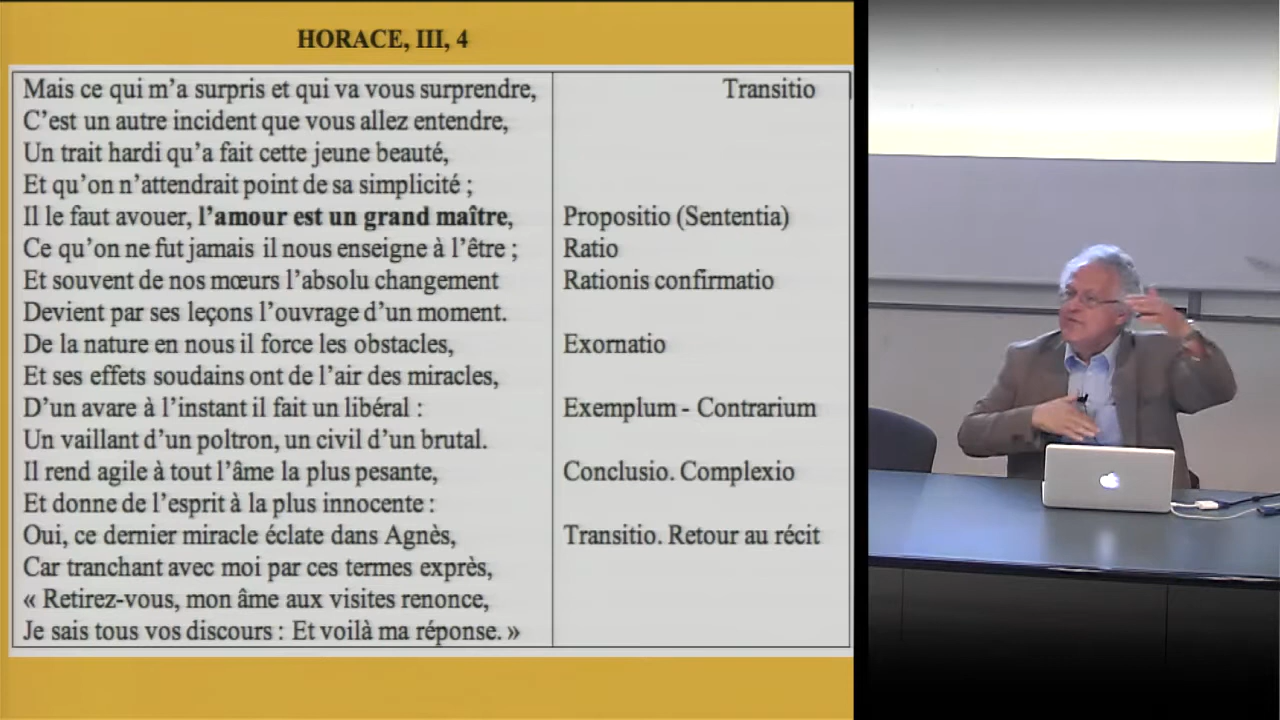 HORACE, III, 4
Mais ce qui m’a surpris et qui va vous surprendre, Transitio
C’est un autre incident que vous allez entendre,
Un trait hardi qu’a fait cette jeune beauté,
Et qu’on n’attendrait point de sa simplicité ;
Il le faut avouer, l’amour est un grand maître, Propositio (Sententia)
Ce qu’on ne fut jamais il nous enseigne à l’être ; Ratio
Et souvent de nos mœurs l’absolu changement Rationis confirmatio
Devient par ses leçons l’ouvrage d’un moment.
De la nature en nous il force les obstacles, Exornatio
Et ses effets soudains ont de l’air des miracles,
D’un avare à l’instant il fait un libéral : Exemplum - Contrarium
Un vaillant d’un poltron, un civil d’un brutal.
Il rend agile à tout l’âme la plus pesante, Conclusio. Complexio
Et donne de l’esprit à la plus innocente :
Oui, ce dernier miracle éclate dans Agnès, Transitio. Retour au récit
Car tranchant avec moi par ces termes exprès,
« Retirez-vous, mon âme aux visites renonce,
Je sais tous vos discours : Et voilà ma réponse. »